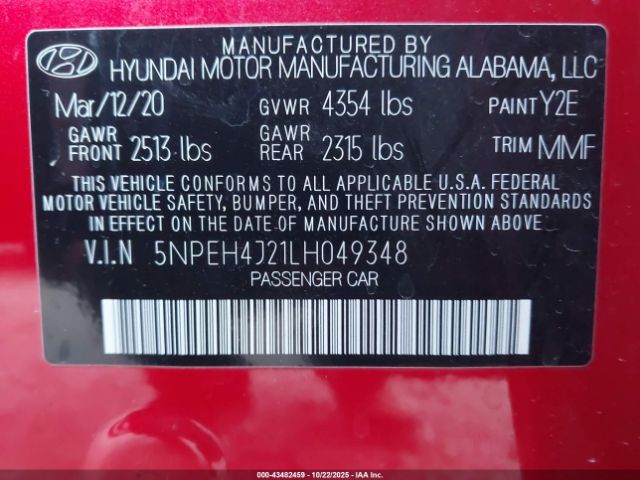 MANUFACTURED BY
HYUNDAI MOTOR MANUFACTURING ALABAMA, LLC
Mar/12/20 GVWR 4354 lbs PAINT Y2E
GAWR FRONT 2513 lbs GAWR REAR 2315 lbs TRIM MMF
THIS VEHICLE CONFORMS TO ALL APPLICABLE U.S.A. FEDERAL
MOTOR VEHICLE SAFETY, BUMPER, AND THEFT PREVENTION STANDARDS
IN EFFECT ON THE DATE OF MANUFACTURE SHOWN ABOVE.
V.I.N 5NPEH4J21LH049348
PASSENGER CAR
000-43482459 - 10/22/2025 - IAA Inc.